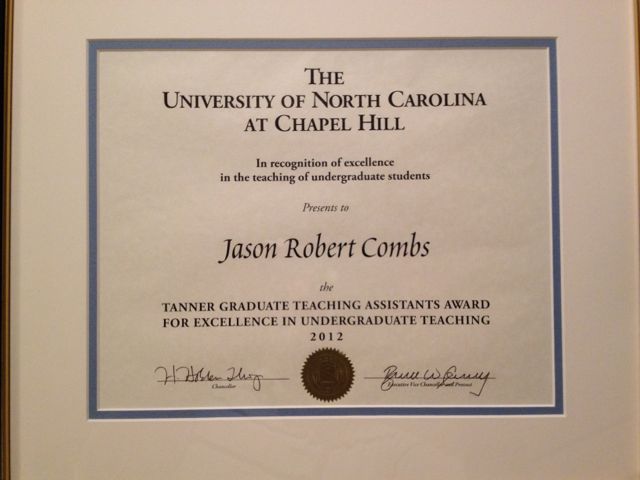 THE
UNIVERSITY OF NORTH CAROLINA
AT CHAPEL HILL
In recognition of excellence
in the teaching of undergraduate students
Presents to
Jason Robert Combs
the
TANNER GRADUATE TEACHING ASSISTANTS AWARD
FOR EXCELLENCE IN UNDERGRADUATE TEACHING
2012
Chancellor
Executive Vice Chancellor and Provost